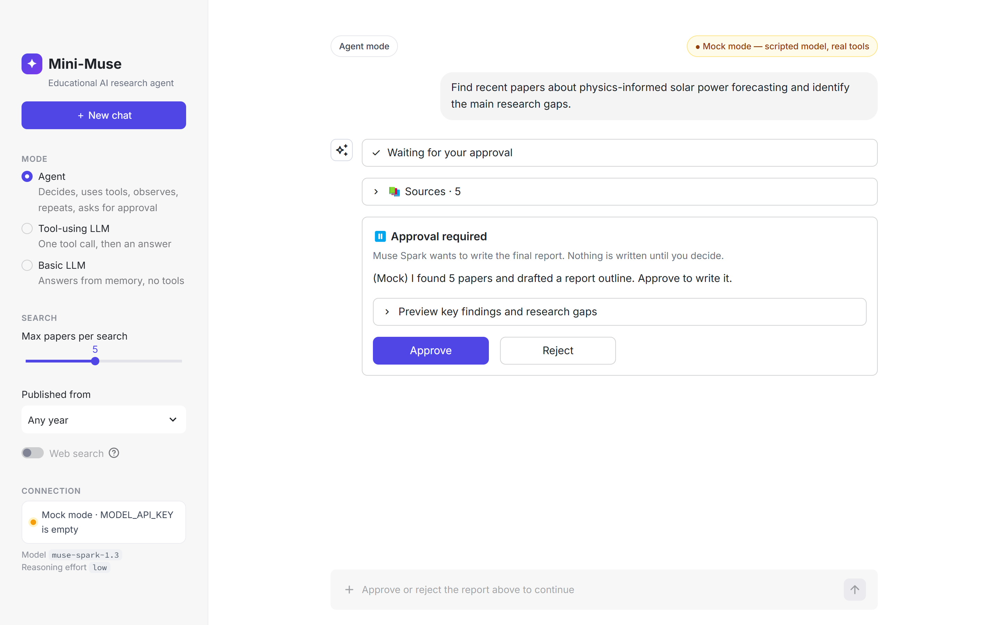 Mini-Muse
Educational AI research agent
+ New chat
MODE
Agent
Decides, uses tools, observes,
repeats, asks for approval
Tool-using LLM
One tool call, then an answer
Basic LLM
Answers from memory, no tools
SEARCH
Max papers per search
5
Published from
Any year
Web search
CONNECTION
Mock mode · MODEL_API_KEY
is empty
Model muse-spark-1.3
Reasoning effort low
Agent mode
Mock mode — scripted model, real tools
Find recent papers about physics-informed solar power forecasting and identify
the main research gaps.
Waiting for your approval
Sources · 5
Approval required
Muse Spark wants to write the final report. Nothing is written until you decide.
(Mock) I found 5 papers and drafted a report outline. Approve to write it.
Preview key findings and research gaps
Approve
Reject
Approve or reject the report above to continue